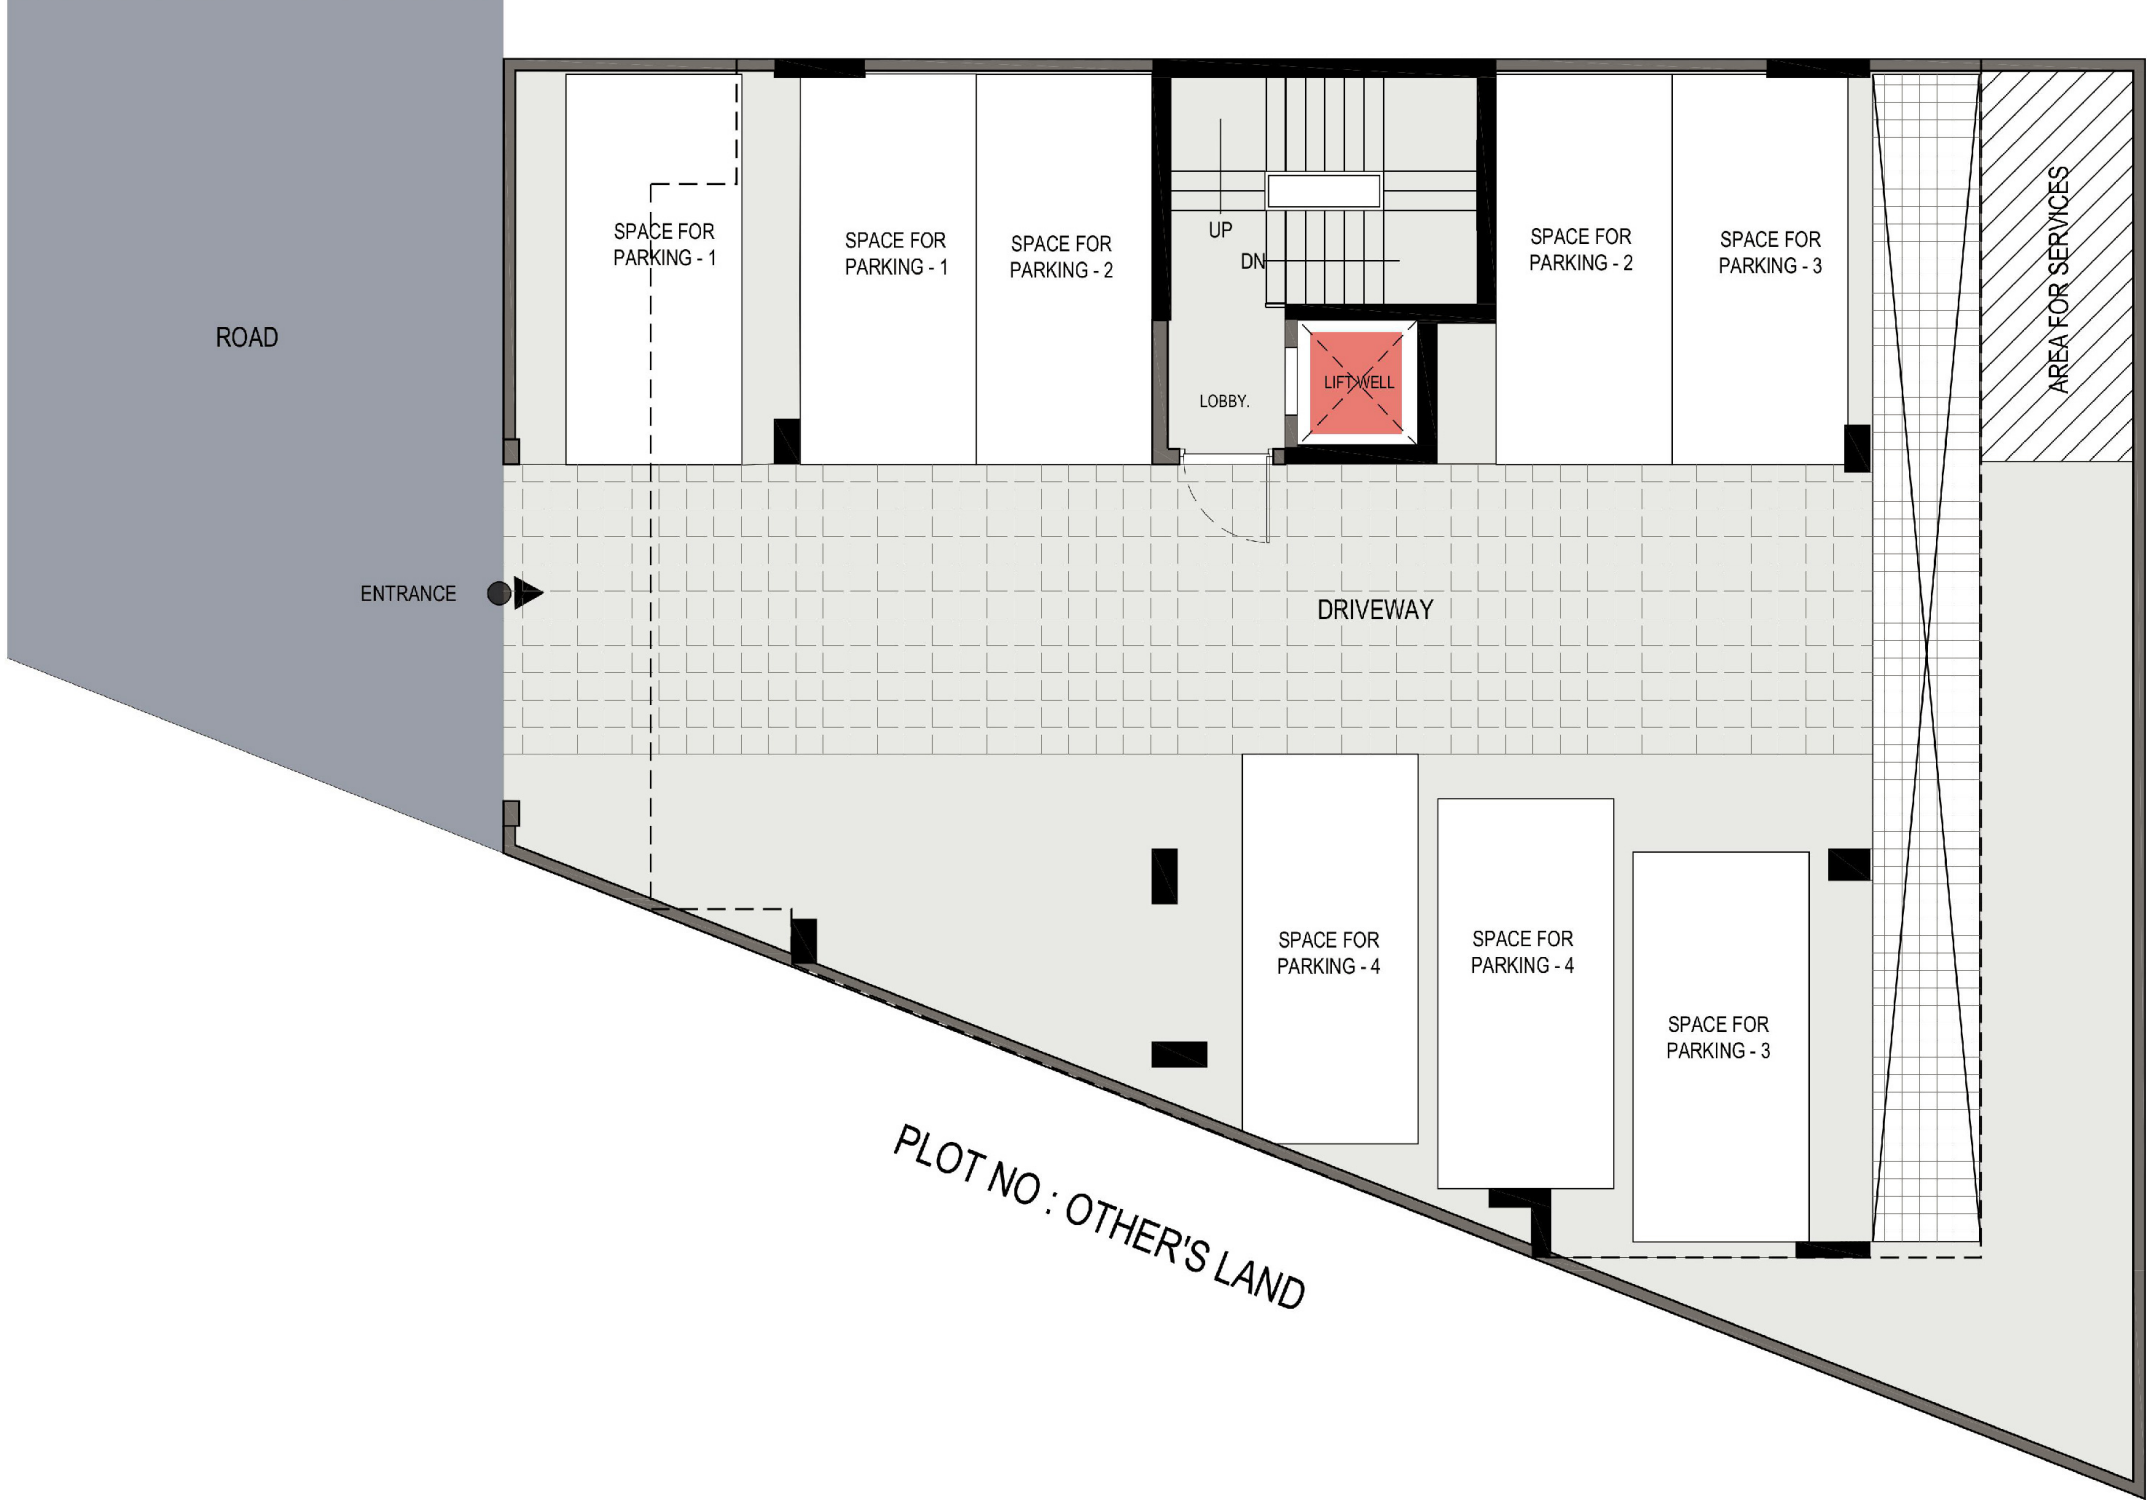 SPACE FOR
PARKING - 1
SPACE FOR
PARKING - 1
SPACE FOR
PARKING - 2
UP
DN
SPACE FOR
PARKING - 2
SPACE FOR
PARKING - 3
AREA FOR SERVICES
ROAD
LIFT WELL
LOBBY.
ENTRANCE
DRIVEWAY
SPACE FOR
PARKING - 4
SPACE FOR
PARKING - 4
SPACE FOR
PARKING - 3
PLOT NO : OTHER'S LAND